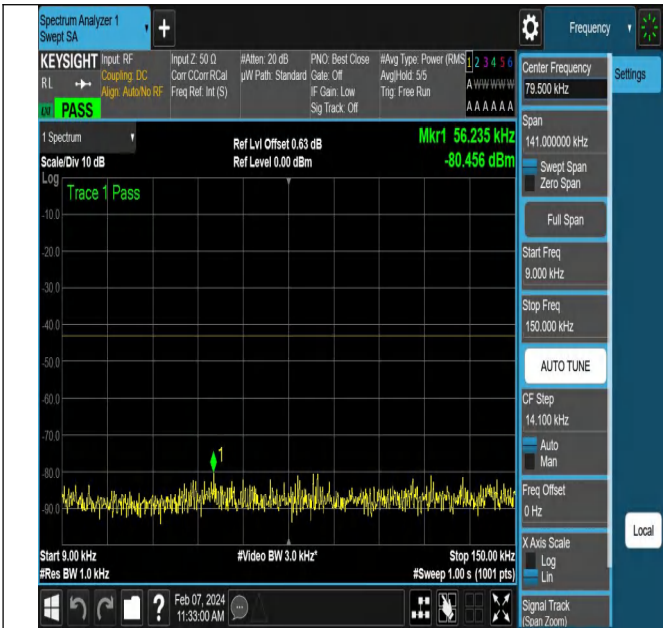 Spectrum Analyzer 1
Swept SA
+
Frequency
KEYSIGHT
RL
PASS
Input: RF
Coupling: DC
Align: Auto/No RF
Input Z: 50 Ω
Corr CCorr RCal
Freq Ref: Int (S)
#Atten: 20 dB
µW Path: Standard
PNO: Best Close
Gate: Off
IF Gain: Low
Sig Track: Off
#Avg Type: Power (RMS
Avg|Hold: 5/5
Trig: Free Run
1 2 3 4 5 6
A W W W W W
A A A A A A
1 Spectrum
Scale/Div 10 dB
Ref Lvl Offset 0.63 dB
Ref Level 0.00 dBm
Mkr1 56.235 kHz
-80.456 dBm
Log
Trace 1 Pass
-10.0
-20.0
-30.0
-40.0
-50.0
-60.0
-70.0
-80.0
-90.0
1
Start 9.00 kHz
#Res BW 1.0 kHz
#Video BW 3.0 kHz*
Stop 150.00 kHz
#Sweep 1.00 s (1001 pts)
Feb 07, 2024
11:33:00 AM
?
Center Frequency
79.500 kHz
Span
141.000000 kHz
Swept Span
Zero Span
Full Span
Start Freq
9.000 kHz
Stop Freq
150.000 kHz
AUTO TUNE
CF Step
14.100 kHz
Auto
Man
Freq Offset
0 Hz
X Axis Scale
Log
Lin
Signal Track
(Span Zoom)
Settings
Local